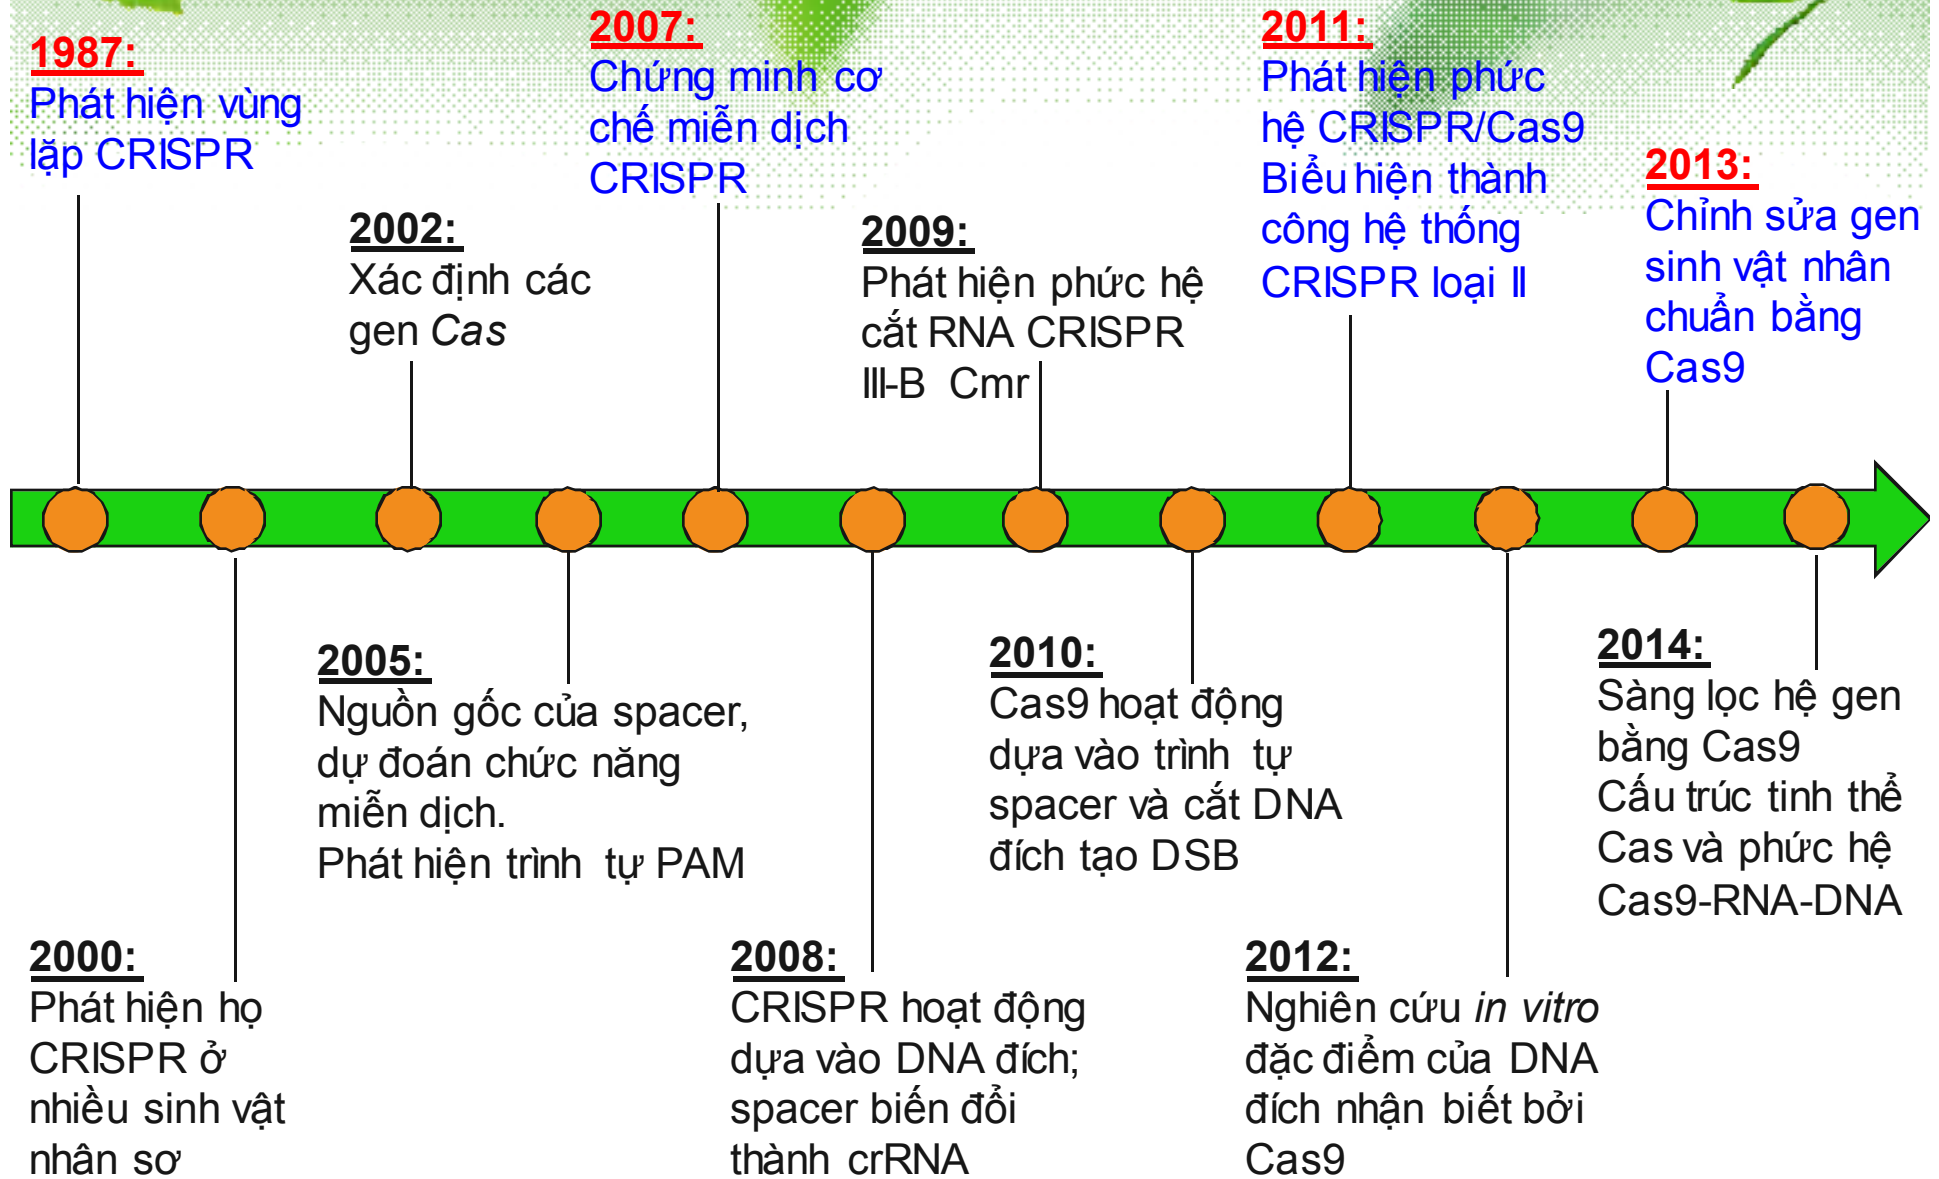 1987:
Phát hiện vùng
lặp CRISPR
2000:
Phát hiện họ
CRISPR ở
nhiều sinh vật
nhân sơ
2002:
Xác định các
gen Cas
2005:
Nguồn gốc của spacer,
dự đoán chức năng
miễn dịch.
Phát hiện trình tự PAM
2007:
Chứng minh cơ
chế miễn dịch
CRISPR
2008:
CRISPR hoạt động
dựa vào DNA đích;
spacer biến đổi
thành crRNA
2009:
Phát hiện phức hệ
cắt RNA CRISPR
III-B Cmr
2010:
Cas9 hoạt động
dựa vào trình tự
spacer và cắt DNA
đích tạo DSB
2011:
Phát hiện phức
hệ CRISPR/Cas9
Biểu hiện thành
công hệ thống
CRISPR loại II
2012:
Nghiên cứu in vitro
đặc điểm của DNA
đích nhận biết bởi
Cas9
2013:
Chỉnh sửa gen
sinh vật nhân
chuẩn bằng
Cas9
2014:
Sàng lọc hệ gen
bằng Cas9
Cấu trúc tinh thể
Cas và phức hệ
Cas9-RNA-DNA